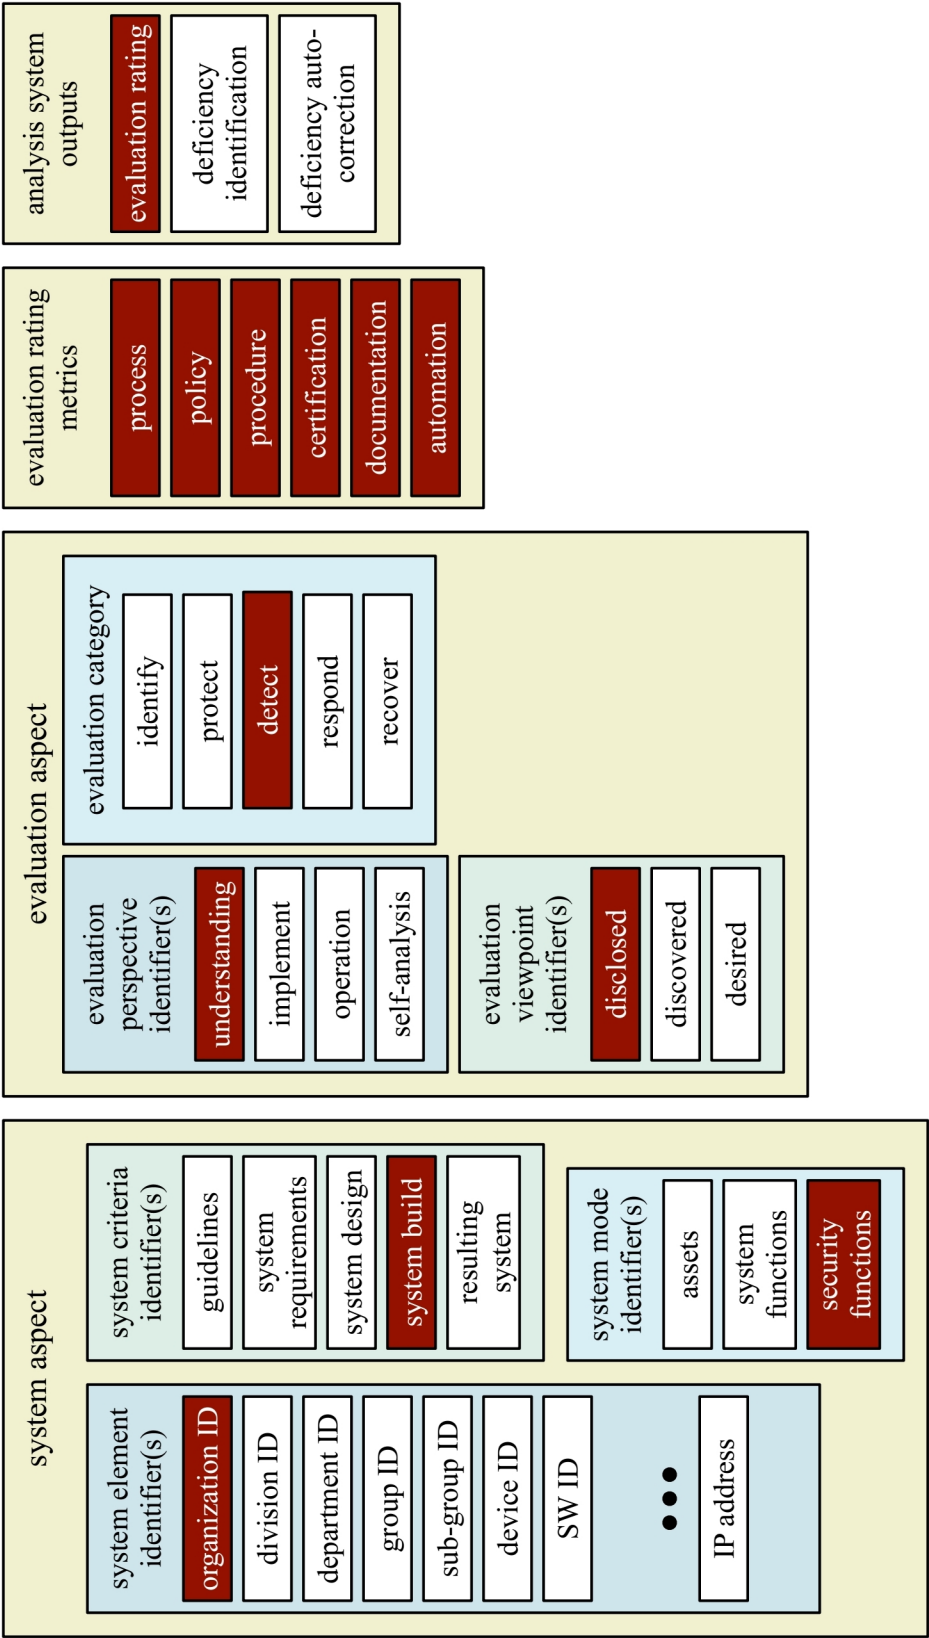 system aspect
system element
identifier(s)
organization ID
division ID
department ID
group ID
sub-group ID
device ID
SW ID
•••
IP address
system criteria
identifier(s)
guidelines
system
requirements
system design
system build
resulting
system
system mode
identifier(s)
assets
system
functions
security
functions
evaluation aspect
evaluation
perspective
identifier(s)
understanding
implement
operation
self-analysis
evaluation
viewpoint
identifier(s)
disclosed
discovered
desired
evaluation category
identify
protect
detect
respond
recover
evaluation rating
metrics
process
policy
procedure
certification
documentation
automation
analysis system
outputs
evaluation rating
deficiency
identification
deficiency auto-
correction